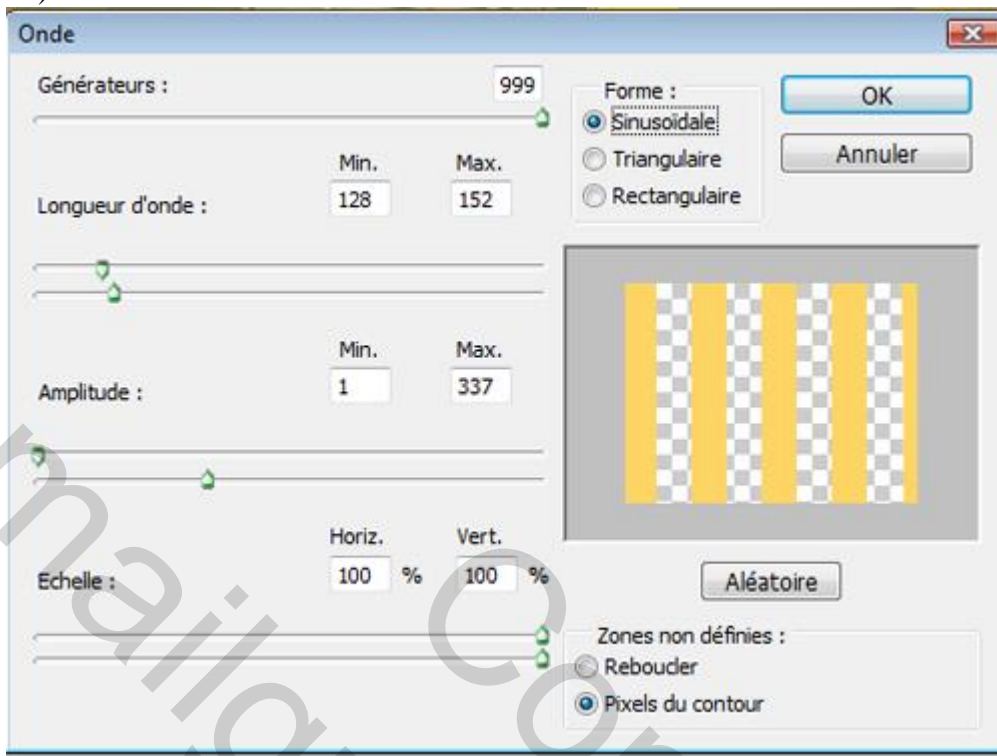 Onde
Générateurs :
999
Min. Max.
Longueur d'onde :
128 152
Min. Max.
Amplitude :
1 337
Horiz. Vert.
Echelle :
100 % 100 %
Forme :
Sinusoïdale
Triangulaire
Rectangulaire
OK
Annuler
Aléatoire
Zones non définies :
Reboucler
Pixels du contour